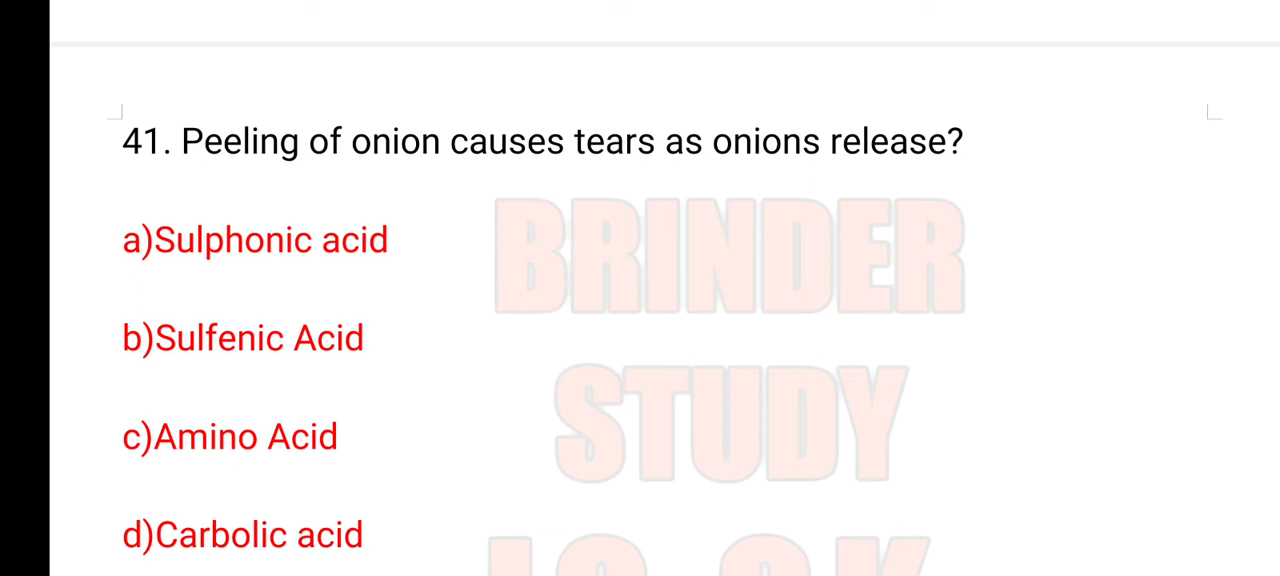 41. Peeling of onion causes tears as onions release?
a)Sulphonic acid
BRINDER
b)Sulfenic Acid
STUDY
c)Amino Acid
d)Carbolic acid